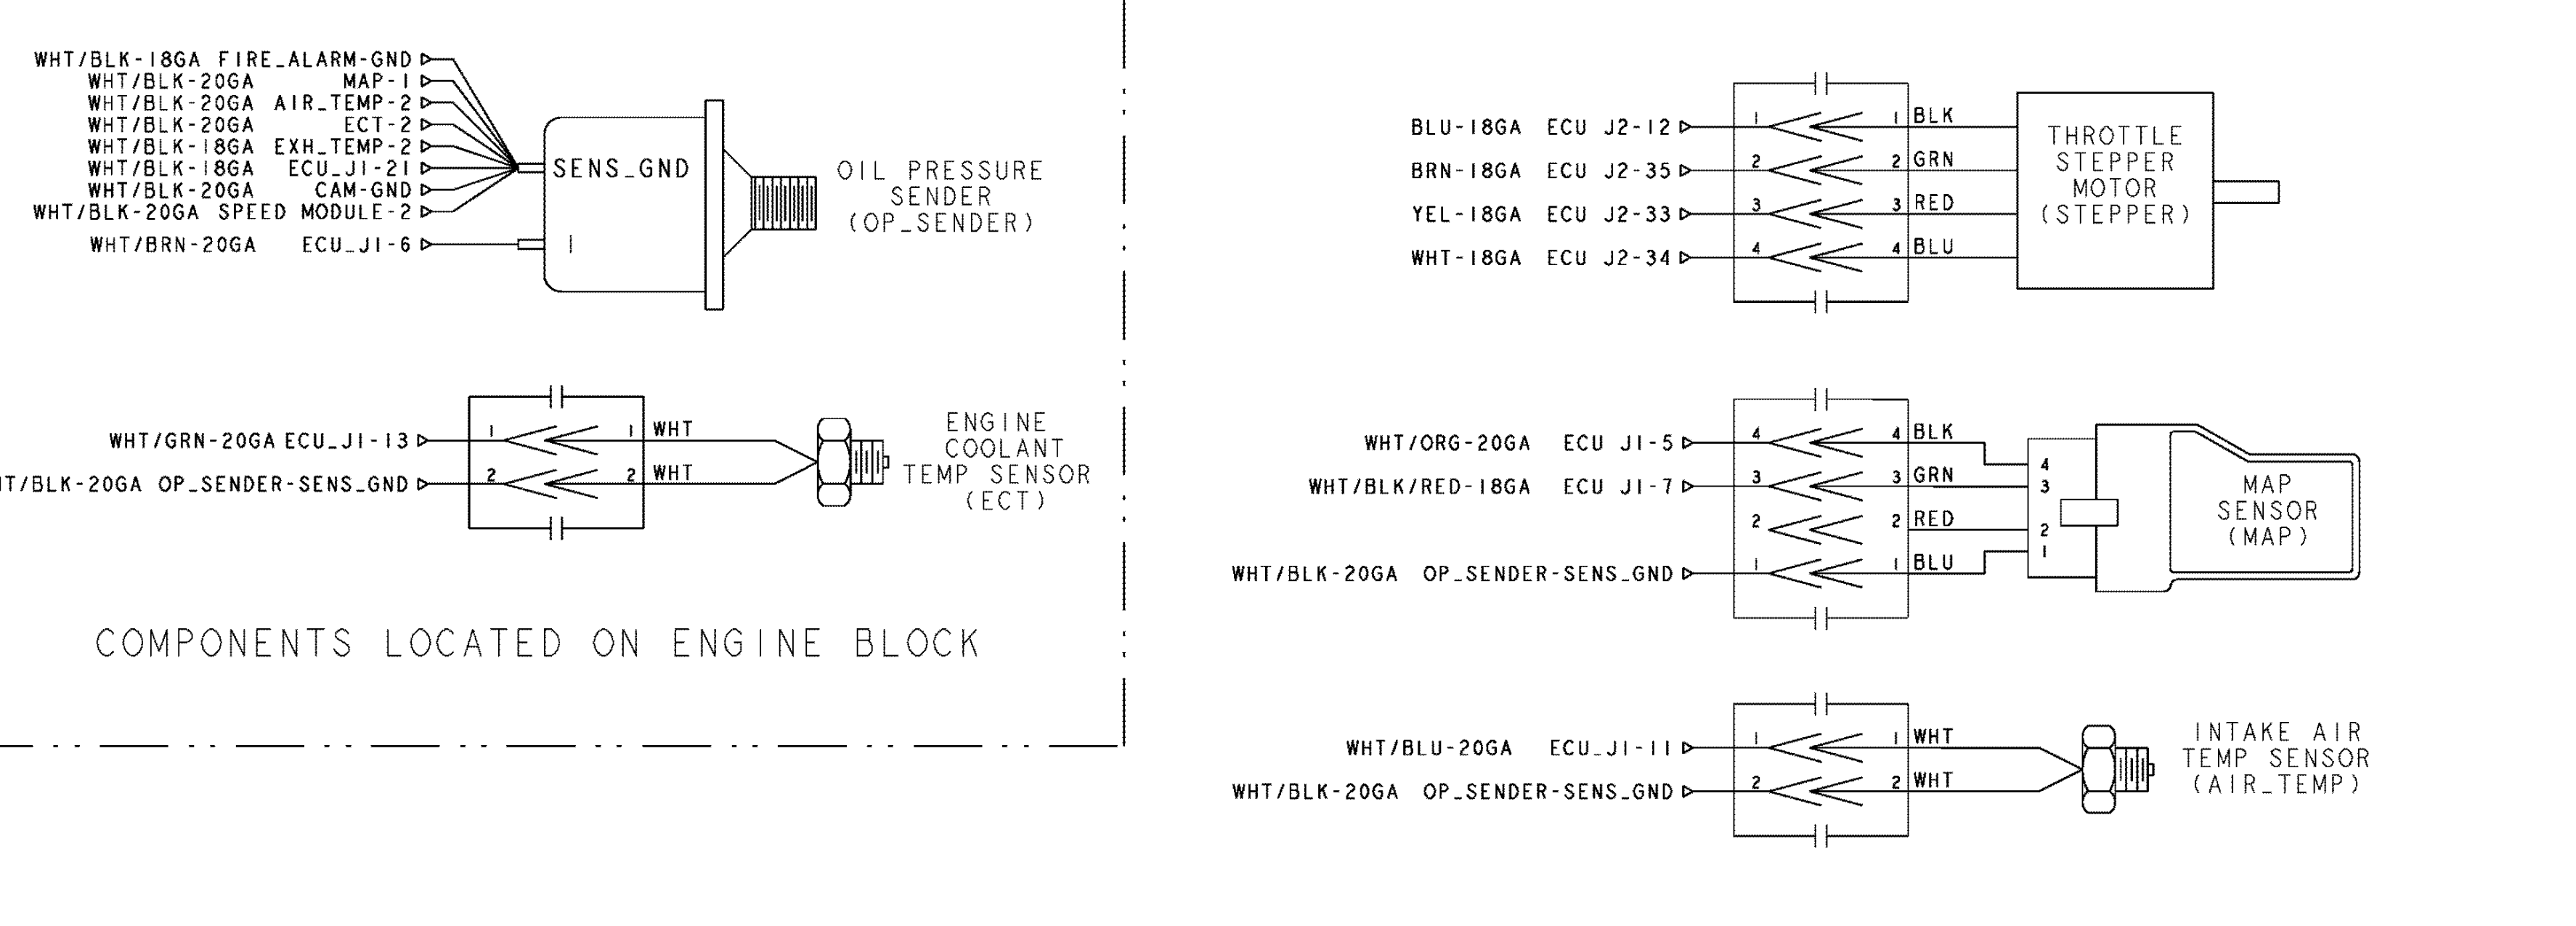 WHT/BLK-18GA FIRE_ALARM-GND
WHT/BLK-20GA MAP-1
WHT/BLK-20GA AIR_TEMP-2
WHT/BLK-20GA ECT-2
WHT/BLK-18GA EXH_TEMP-2
WHT/BLK-18GA ECU_J1-21
WHT/BLK-20GA CAM-GND
WHT/BLK-20GA SPEED MODULE-2
WHT/BRN-20GA ECU_J1-6
SENS_GND
1
OIL PRESSURE
SENDER
(OP_SENDER)
WHT/GRN-20GA ECU_J1-13 1 1 WHT
HT/BLK-20GA OP_SENDER-SENS_GND 2 2 WHT
ENGINE
COOLANT
TEMP SENSOR
(ECT)
COMPONENTS LOCATED ON ENGINE BLOCK
BLU-18GA ECU J2-12 1 1 BLK
BRN-18GA ECU J2-35 2 2 GRN
YEL-18GA ECU J2-33 3 3 RED
WHT-18GA ECU J2-34 4 4 BLU
THROTTLE
STEPPER
MOTOR
(STEPPER)
WHT/ORG-20GA ECU J1-5 4 4 BLK
WHT/BLK/RED-18GA ECU J1-7 3 3 GRN
2 2 RED
WHT/BLK-20GA OP_SENDER-SENS_GND 1 1 BLU
4
3
2
1
MAP
SENSOR
(MAP)
WHT/BLU-20GA ECU_J1-11 1 1 WHT
WHT/BLK-20GA OP_SENDER-SENS_GND 2 2 WHT
INTAKE AIR
TEMP SENSOR
(AIR_TEMP)